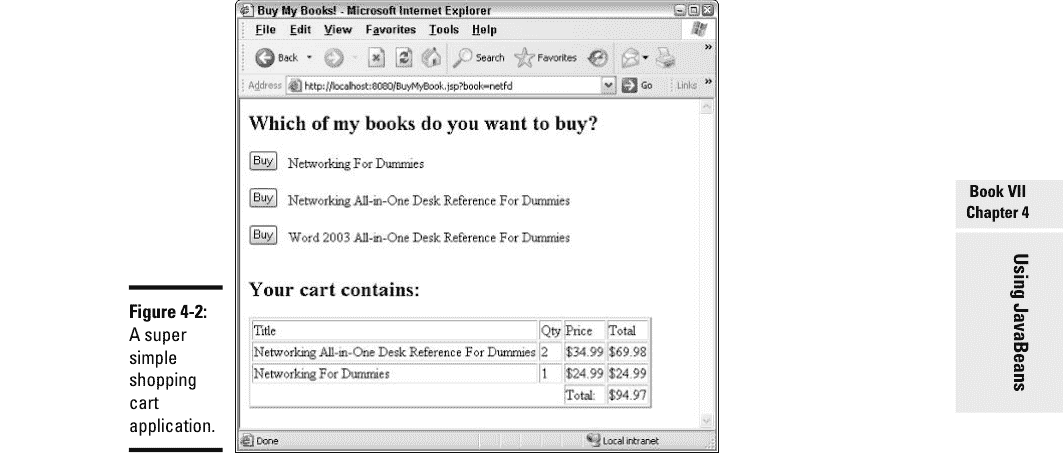 Buy My Books! - Microsoft Internet Explorer
File Edit View Favorites Tools Help
Back Search Favorites
Address http://localhost:8080/BuyMyBook.jsp?book=netfd Go Links
Which of my books do you want to buy?
Buy Networking For Dummies
Buy Networking All-in-One Desk Reference For Dummies
Buy Word 2003 All-in-One Desk Reference For Dummies
Your cart contains:
Title Qty Price Total
Networking All-in-One Desk Reference For Dummies 2 $34.99 $69.98
Networking For Dummies 1 $24.99 $24.99
Total: $94.97
Done Local intranet
Figure 4-2:
A super
simple
shopping
cart
application.
Book VII
Chapter 4
Using JavaBeans